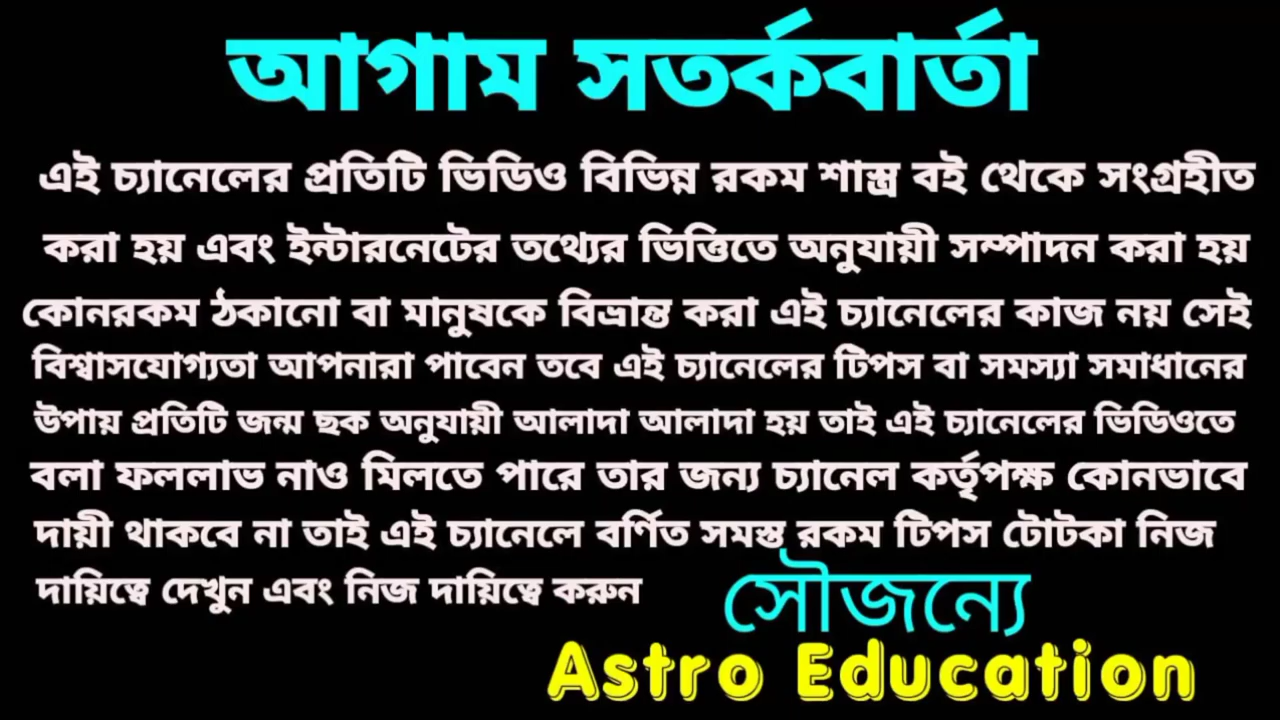 আগাম সতর্কবার্তা
এই চ্যানেলের প্রতিটি ভিডিও বিভিন্ন রকম শাস্ত্র বই থেকে সংগ্রহীত
করা হয় এবং ইন্টারনেটের তথ্যের ভিত্তিতে অনুযায়ী সম্পাদন করা হয়
কোনরকম ঠকানো বা মানুষকে বিভ্রান্ত করা এই চ্যানেলের কাজ নয় সেই
বিশ্বাসযোগ্যতা আপনারা পাবেন তবে এই চ্যানেলের টিপস বা সমস্যা সমাধানের
উপায় প্রতিটি জন্ম ছক অনুযায়ী আলাদা আলাদা হয় তাই এই চ্যানেলের ভিডিওতে
বলা ফললাভ নাও মিলতে পারে তার জন্য চ্যানেল কর্তৃপক্ষ কোনভাবে
দায়ী থাকবে না তাই এই চ্যানেলে বর্ণিত সমস্ত রকম টিপস টোটকা নিজ
দায়িত্বে দেখুন এবং নিজ দায়িত্বে করুন
সৌজন্যে
Astro Education